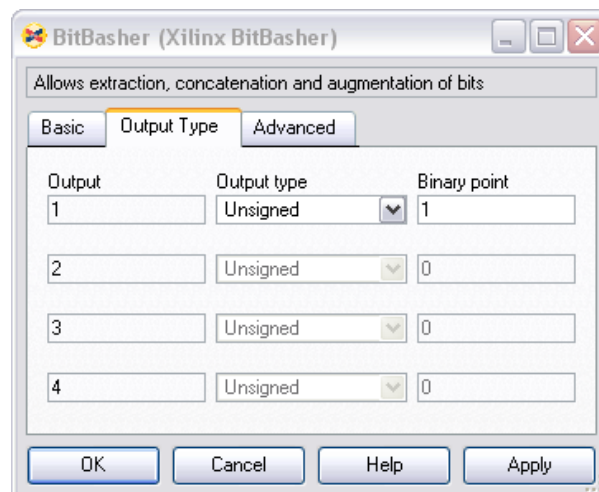 BitBasher (Xilinx BitBasher)
Allows extraction, concatenation and augmentation of bits
Basic Output Type Advanced
Output Output type Binary point
1 Unsigned 1
2 Unsigned 0
3 Unsigned 0
4 Unsigned 0
OK Cancel Help Apply